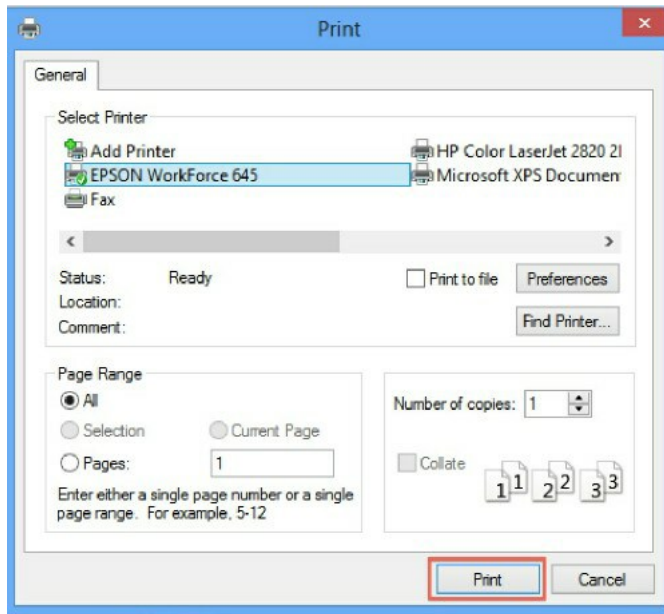 Print
General
Select Printer
Add Printer
HP Color LaserJet 2820 2
EPSON WorkForce 645
Microsoft XPS Documen
Fax
Status: Ready
Print to file
Preferences
Location:
Comment:
Find Printer...
Page Range
All
Selection
Current Page
Pages: 1
Enter either a single page number or a single
page range. For example, 5-12
Number of copies: 1
Collate
1 1 2 2 3 3
Print
Cancel